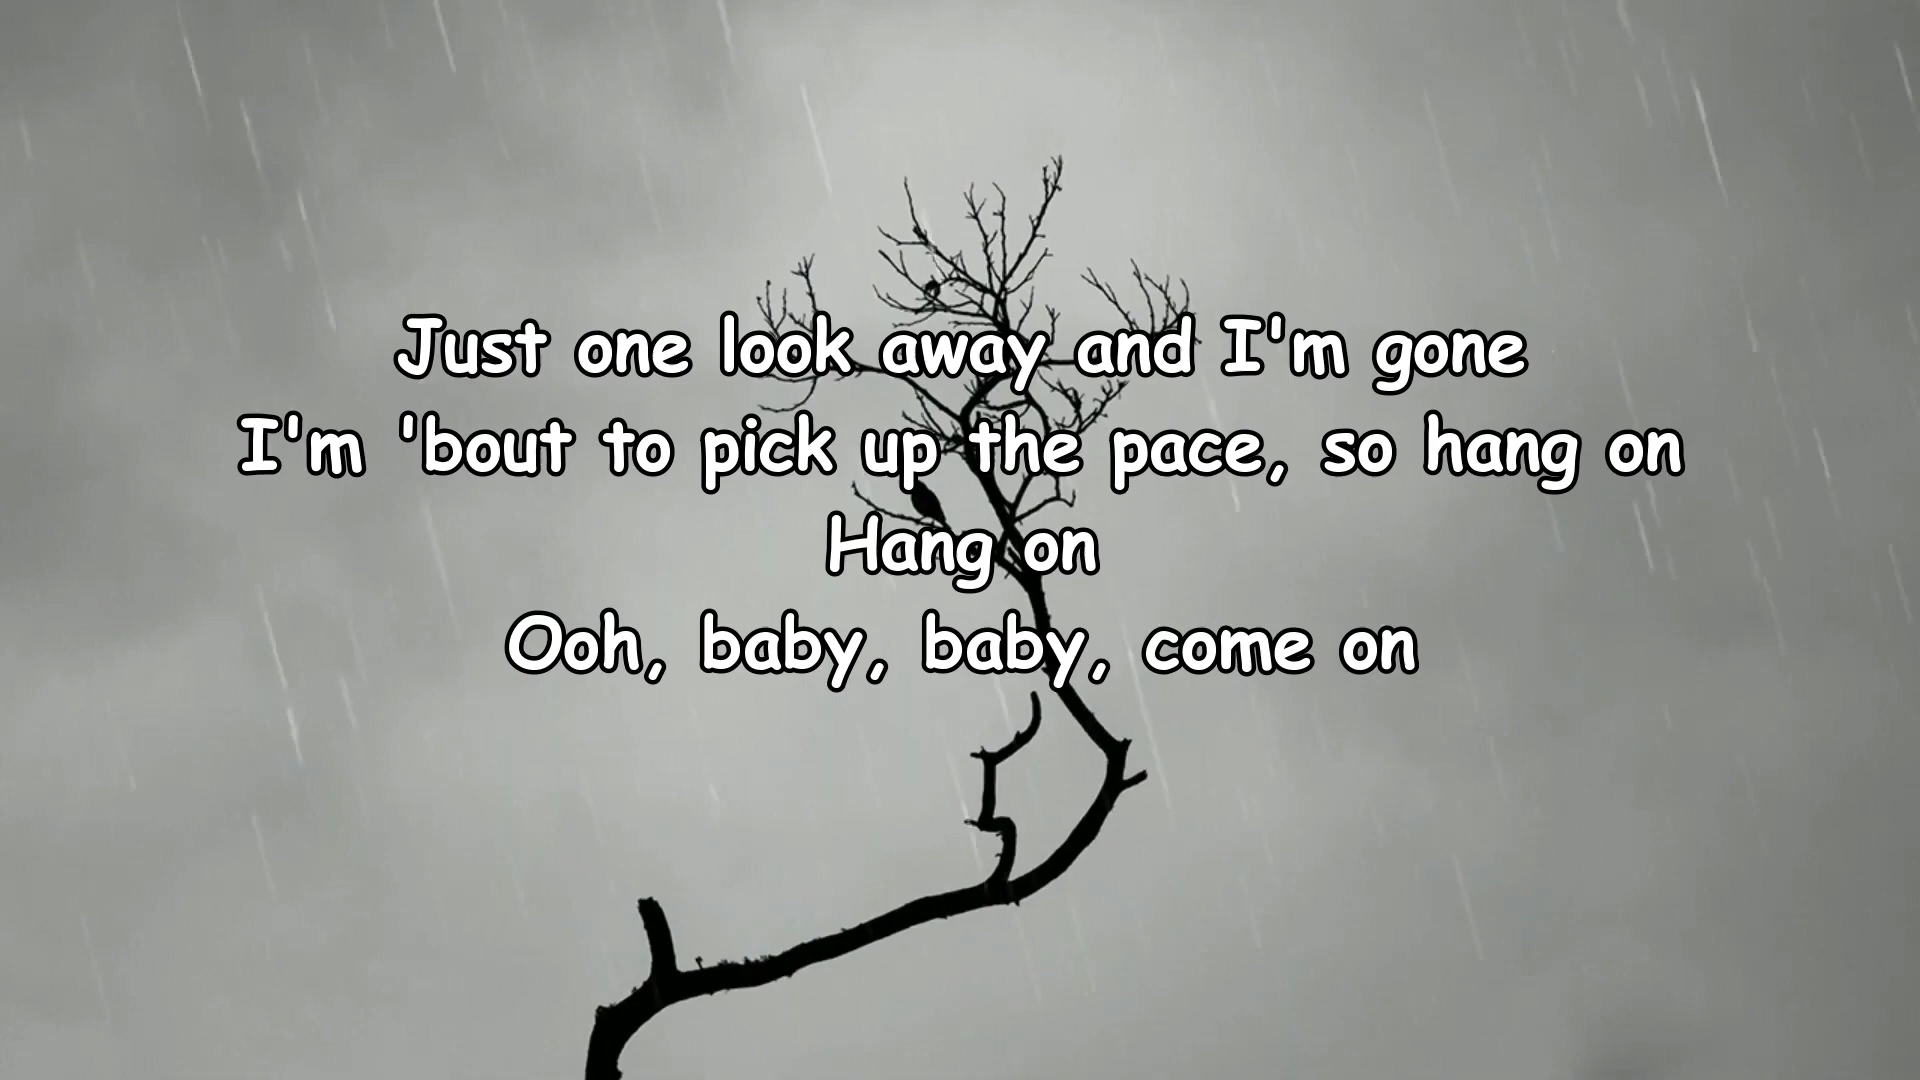 Just one look away and I'm gone
I'm 'bout to pick up the pace, so hang on
Hang on
Ooh, baby, baby, come on